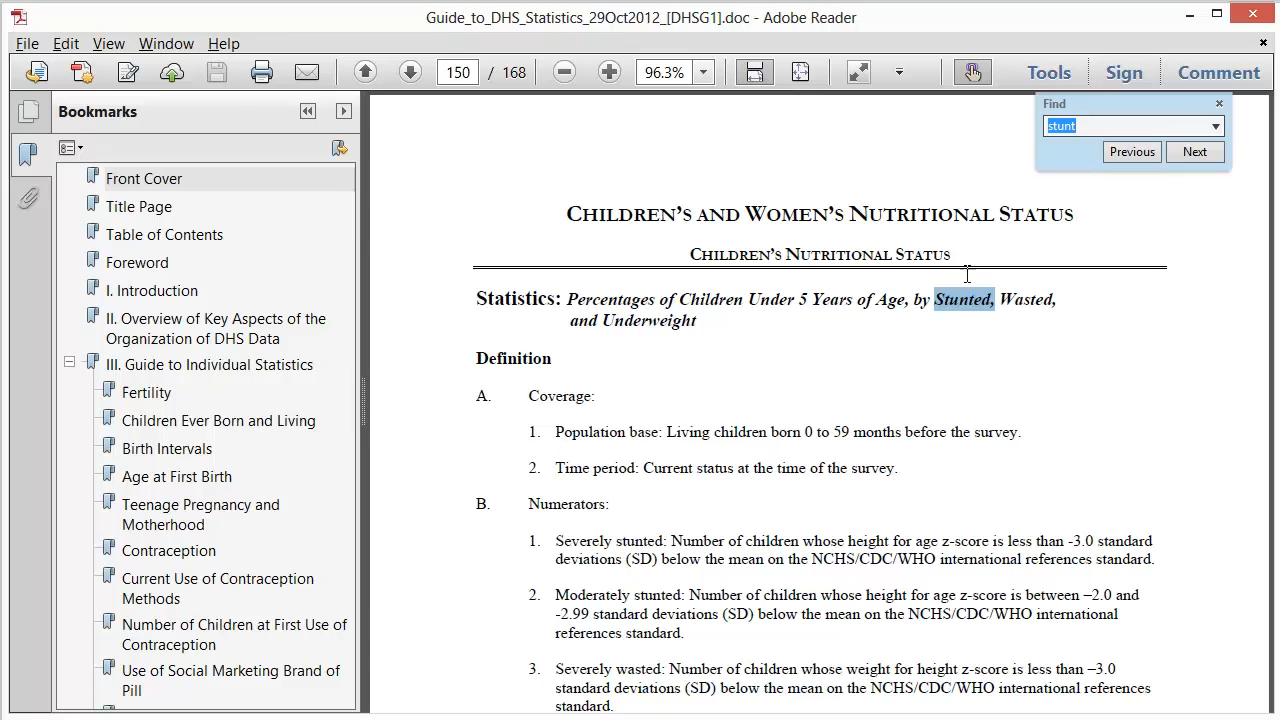 Guide_to_DHS_Statistics_29Oct2012_[DHSG1].doc - Adobe Reader
File Edit View Window Help
150 / 168 96.3% Tools Sign Comment
Bookmarks
Front Cover
Title Page
Table of Contents
Foreword
I. Introduction
II. Overview of Key Aspects of the
Organization of DHS Data
III. Guide to Individual Statistics
Fertility
Children Ever Born and Living
Birth Intervals
Age at First Birth
Teenage Pregnancy and
Motherhood
Contraception
Current Use of Contraception
Methods
Number of Children at First Use of
Contraception
Use of Social Marketing Brand of
Pill
Find
stunt
Previous Next
CHILDREN'S AND WOMEN'S NUTRITIONAL STATUS
CHILDREN'S NUTRITIONAL STATUS
Statistics: Percentages of Children Under 5 Years of Age, by Stunted, Wasted,
and Underweight
Definition
A. Coverage:
1. Population base: Living children born 0 to 59 months before the survey.
2. Time period: Current status at the time of the survey.
B. Numerators:
1. Severely stunted: Number of children whose height for age z-score is less than -3.0 standard
deviations (SD) below the mean on the NCHS/CDC/WHO international references standard.
2. Moderately stunted: Number of children whose height for age z-score is between –2.0 and
-2.99 standard deviations (SD) below the mean on the NCHS/CDC/WHO international
references standard.
3. Severely wasted: Number of children whose weight for height z-score is less than –3.0
standard deviations (SD) below the mean on the NCHS/CDC/WHO international references
standard.